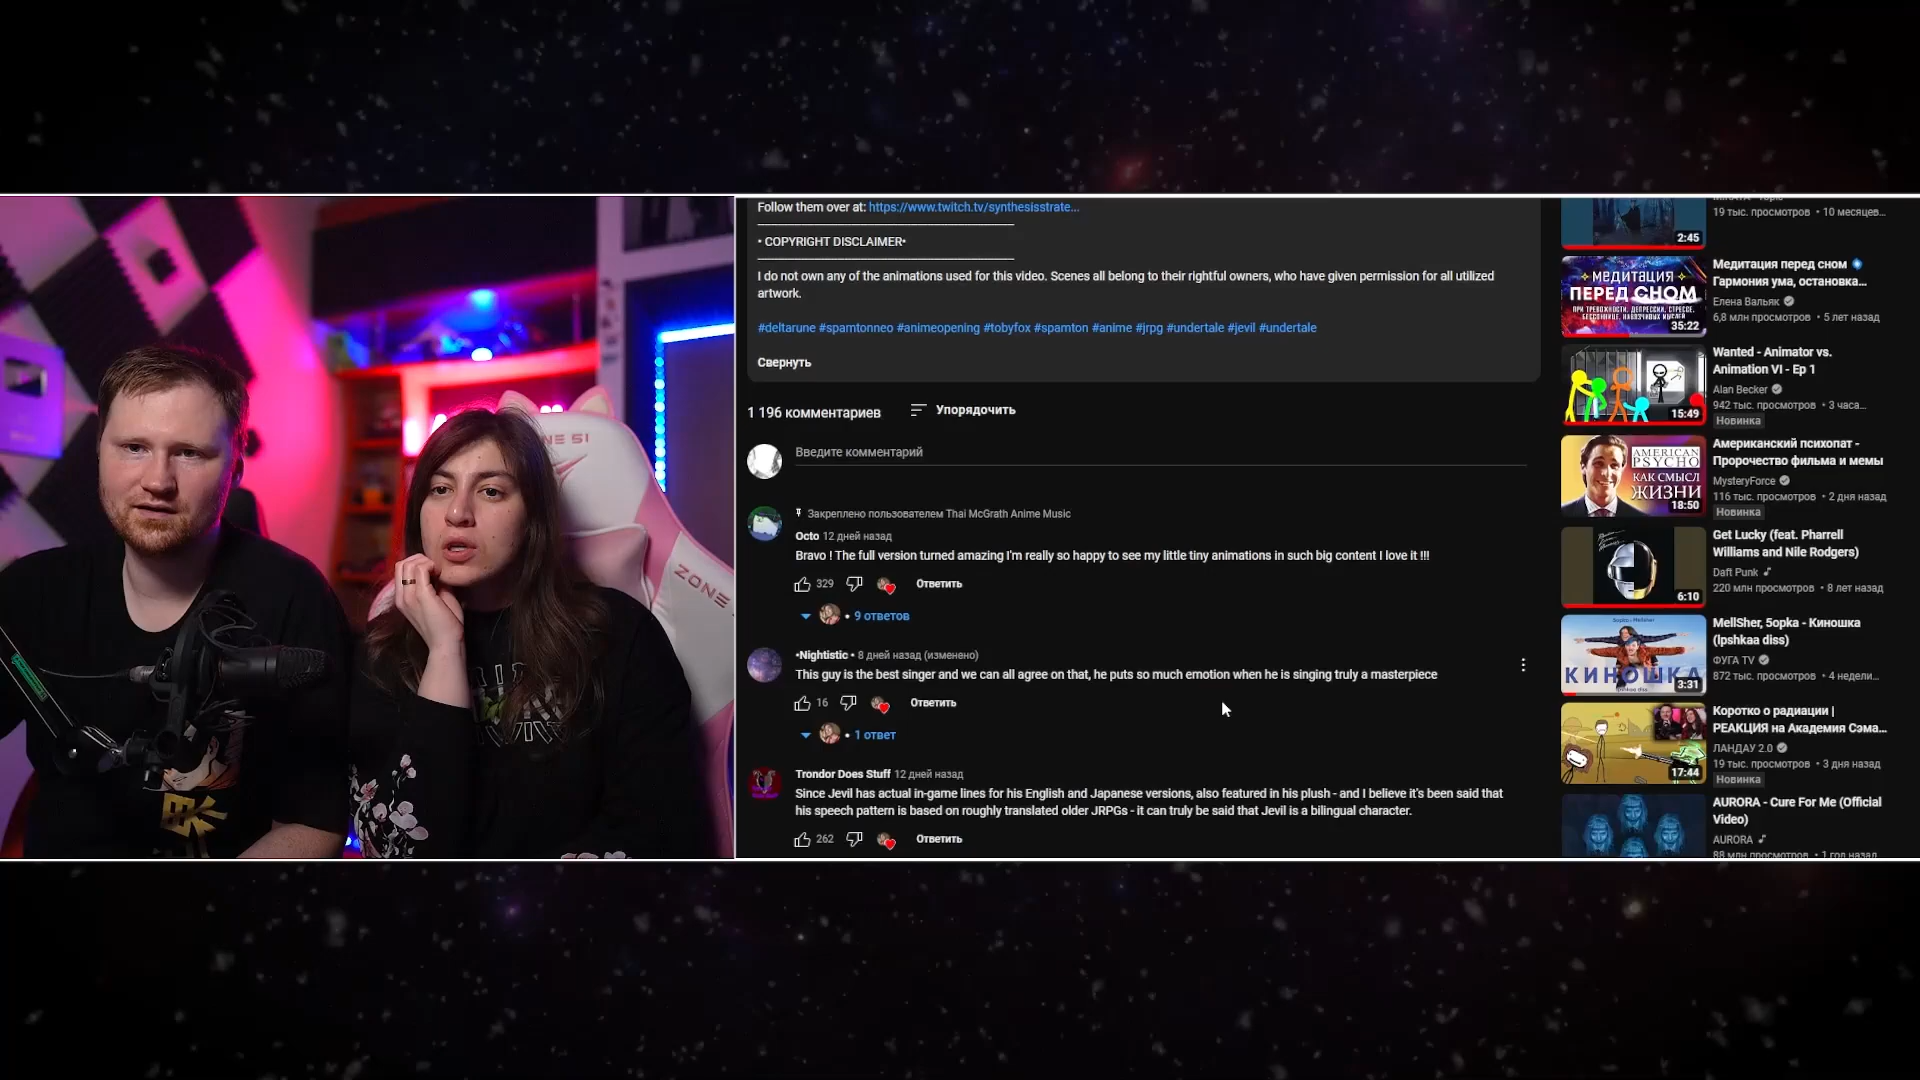 Follow them over at: https://www.twitch.tv/synthesisstrate...
• COPYRIGHT DISCLAIMER•
I do not own any of the animations used for this video. Scenes all belong to their rightful owners, who have given permission for all utilized
artwork.
#deltarune #spamtonneo #animeopening #tobyfox #spamton #anime #jrpg #undertale #jevil #undertale
Свернуть
1 196 комментариев
Упорядочить
Введите комментарий
Закреплено пользователем Thai McGrath Anime Music
Octo 12 дней назад
Bravo ! The full version turned amazing I'm really so happy to see my little tiny animations in such big content I love it !!!
329
Ответить
• 9 ответов
•Nightistic • 8 дней назад (изменено)
This guy is the best singer and we can all agree on that, he puts so much emotion when he is singing truly a masterpiece
16
Ответить
• 1 ответ
Trondor Does Stuff 12 дней назад
Since Jevil has actual in-game lines for his English and Japanese versions, also featured in his plush - and I believe it's been said that
his speech pattern is based on roughly translated older JRPGs - it can truly be said that Jevil is a bilingual character.
262
Ответить
19 тыс. просмотров • 10 месяцев...
2:45
МЕДИТАЦИЯ
ПЕРЕД СНОМ
35:22
Медитация перед сном
Гармония ума, остановка...
Елена Вальяк
6,8 млн просмотров • 5 лет назад
15:49
Wanted - Animator vs.
Animation VI - Ep 1
Alan Becker
942 тыс. просмотров • 3 часа...
Новинка
AMERICAN
PSYCHO
КАК СМЫСЛ
ЖИЗНИ
18:50
Американский психопат -
Пророчество фильма и мемы
MysteryForce
116 тыс. просмотров • 2 дня назад
Новинка
6:10
Get Lucky (feat. Pharrell
Williams and Nile Rodgers)
Daft Punk
220 млн просмотров • 8 лет назад
КИНОШКА
3:31
MellSher, 5opka - Киношка
(Ipshkaa diss)
ФУГА TV
872 тыс. просмотров • 4 недели...
17:44
Коротко о радиации |
РЕАКЦИЯ на Академия Сэма...
ЛАНДАУ 2.0
19 тыс. просмотров • 3 дня назад
Новинка
AURORA - Cure For Me (Official
Video)
AURORA
88 млн просмотров • 1 год назад
NE 51
ZONE